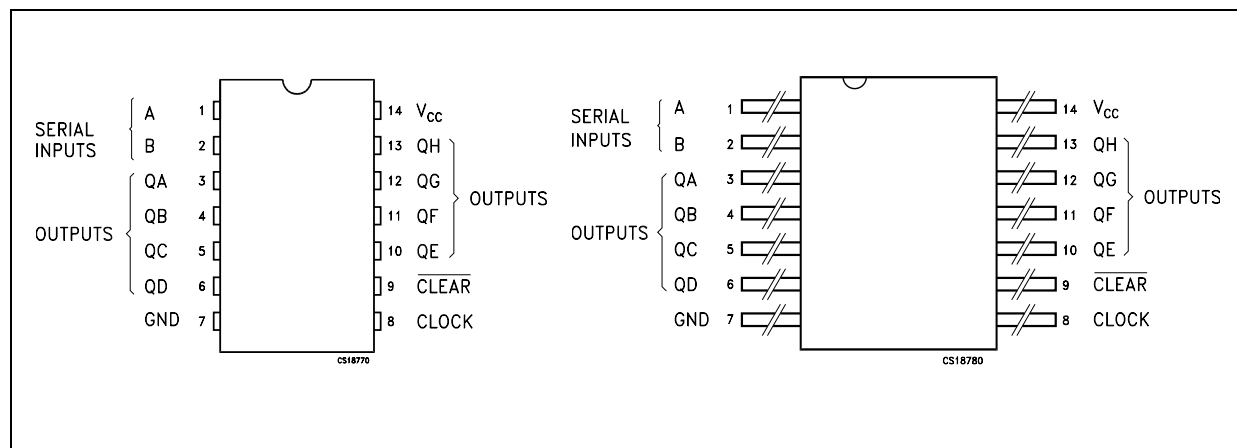 SERIAL
INPUTS
A 1
B 2
OUTPUTS
QA 3
QB 4
QC 5
QD 6
GND 7
14 VCC
13 QH
12 QG
11 QF
10 QE
OUTPUTS
9 CLEAR
8 CLOCK
CS18770
SERIAL
INPUTS
A 1
B 2
OUTPUTS
QA 3
QB 4
QC 5
QD 6
GND 7
14 VCC
13 QH
12 QG
11 QF
10 QE
OUTPUTS
9 CLEAR
8 CLOCK
CS18780